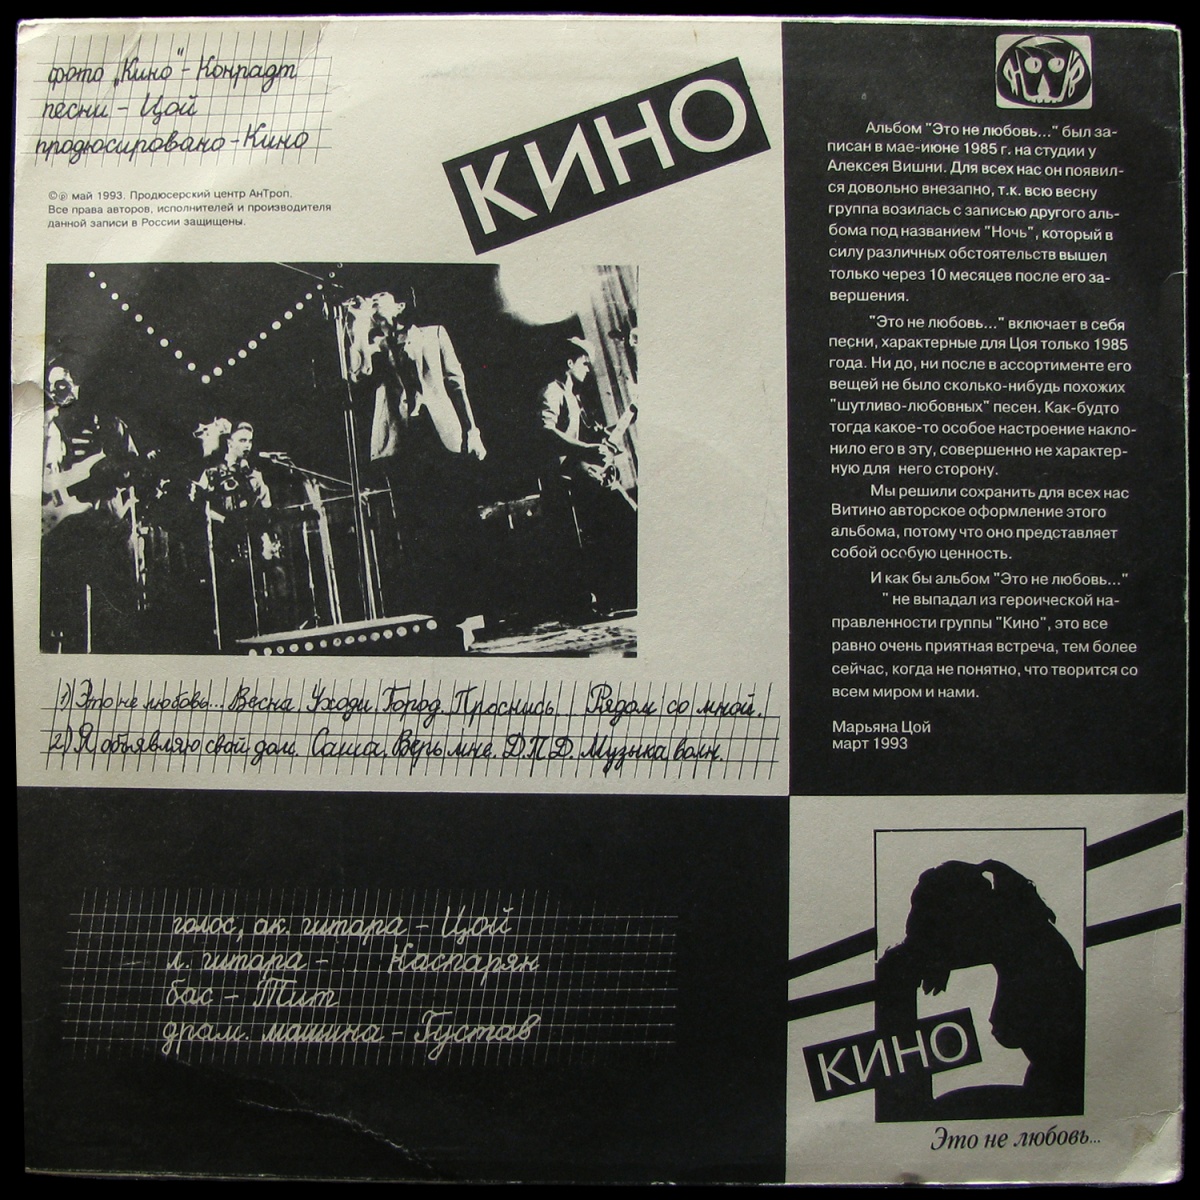 фото „Кино"- Конрадт
песни - Цой
продюсировано - Кино
©℗ май 1993. Продюсерский центр АнТроп.
Все права авторов, исполнителей и производителя
данной записи в России защищены.
КИНО
Альбом "Это не любовь..." был за-
писан в мае-июне 1985 г. на студии у
Алексея Вишни. Для всех нас он появил-
ся довольно внезапно, т.к. всю весну
группа возилась с записью другого аль-
бома под названием "Ночь", который в
силу различных обстоятельств вышел
только через 10 месяцев после его за-
вершения.
"Это не любовь..." включает в себя
песни, характерные для Цоя только 1985
года. Ни до, ни после в ассортименте его
вещей не было сколько-нибудь похожих
"шутливо-любовных" песен. Как-будто
тогда какое-то особое настроение накло-
нило его в эту, совершенно не характер-
ную для него сторону.
Мы решили сохранить для всех нас
Витино авторское оформление этого
альбома, потому что оно представляет
собой особую ценность.
И как бы альбом "Это не любовь..."
" не выпадал из героической на-
правленности группы "Кино", это все
равно очень приятная встреча, тем более
сейчас, когда не понятно, что творится со
всем миром и нами.
Марьяна Цой
март 1993
1) Это не любовь... Весна. Уходи. Город. Проснись. Рядом со мной.
2) Я объявляю свой дом. Саша. Верь мне. Д.П.Д. Музыка волн.
голос, ак. гитара - Цой
л. гитара - Каспарян
бас - Тит
драм. машина - Густав
КИНО
Это не любовь...